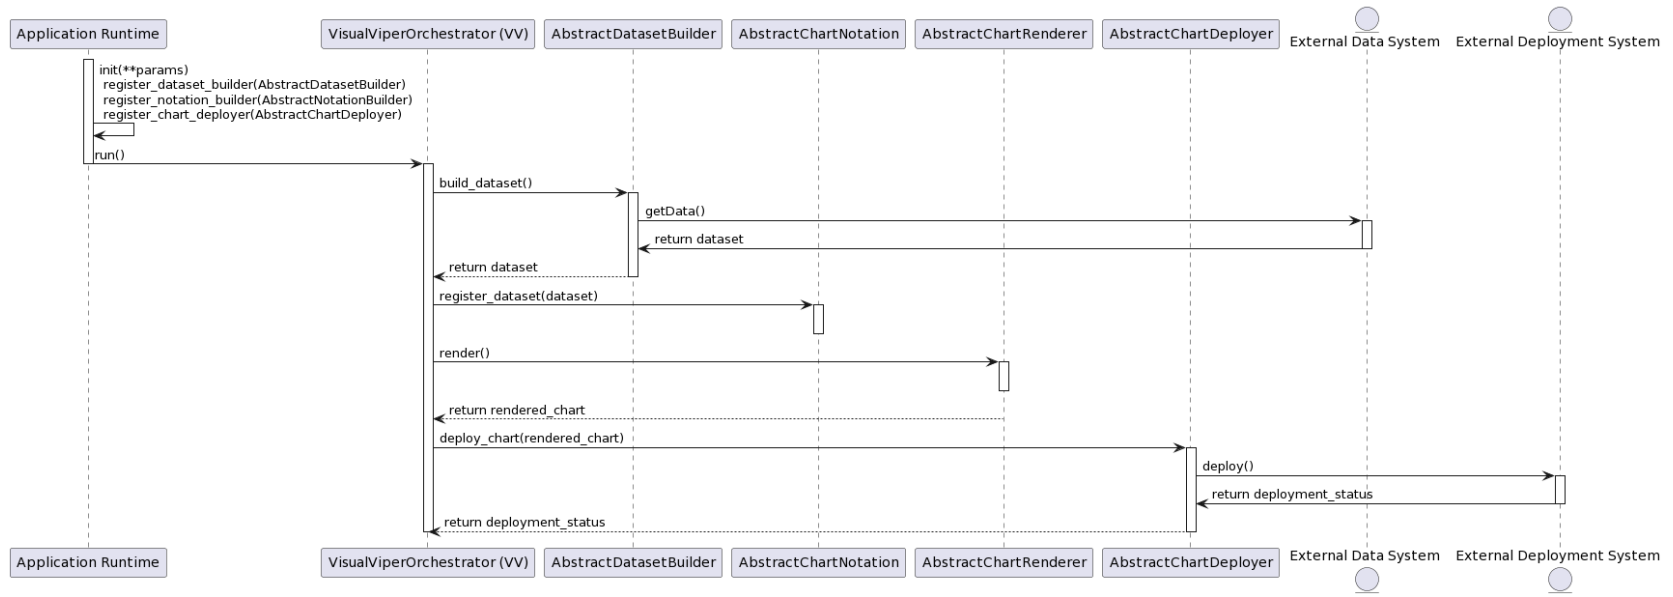 Application Runtime
VisualViperOrchestrator (VV)
AbstractDatasetBuilder
AbstractChartNotation
AbstractChartRenderer
AbstractChartDeployer
External Data System
External Deployment System
init(**params)
register_dataset_builder(AbstractDatasetBuilder)
register_notation_builder(AbstractNotationBuilder)
register_chart_deployer(AbstractChartDeployer)
run()
build_dataset()
getData()
return dataset
return dataset
register_dataset(dataset)
render()
return rendered_chart
deploy_chart(rendered_chart)
deploy()
return deployment_status
return deployment_status
Application Runtime
VisualViperOrchestrator (VV)
AbstractDatasetBuilder
AbstractChartNotation
AbstractChartRenderer
AbstractChartDeployer
External Data System
External Deployment System